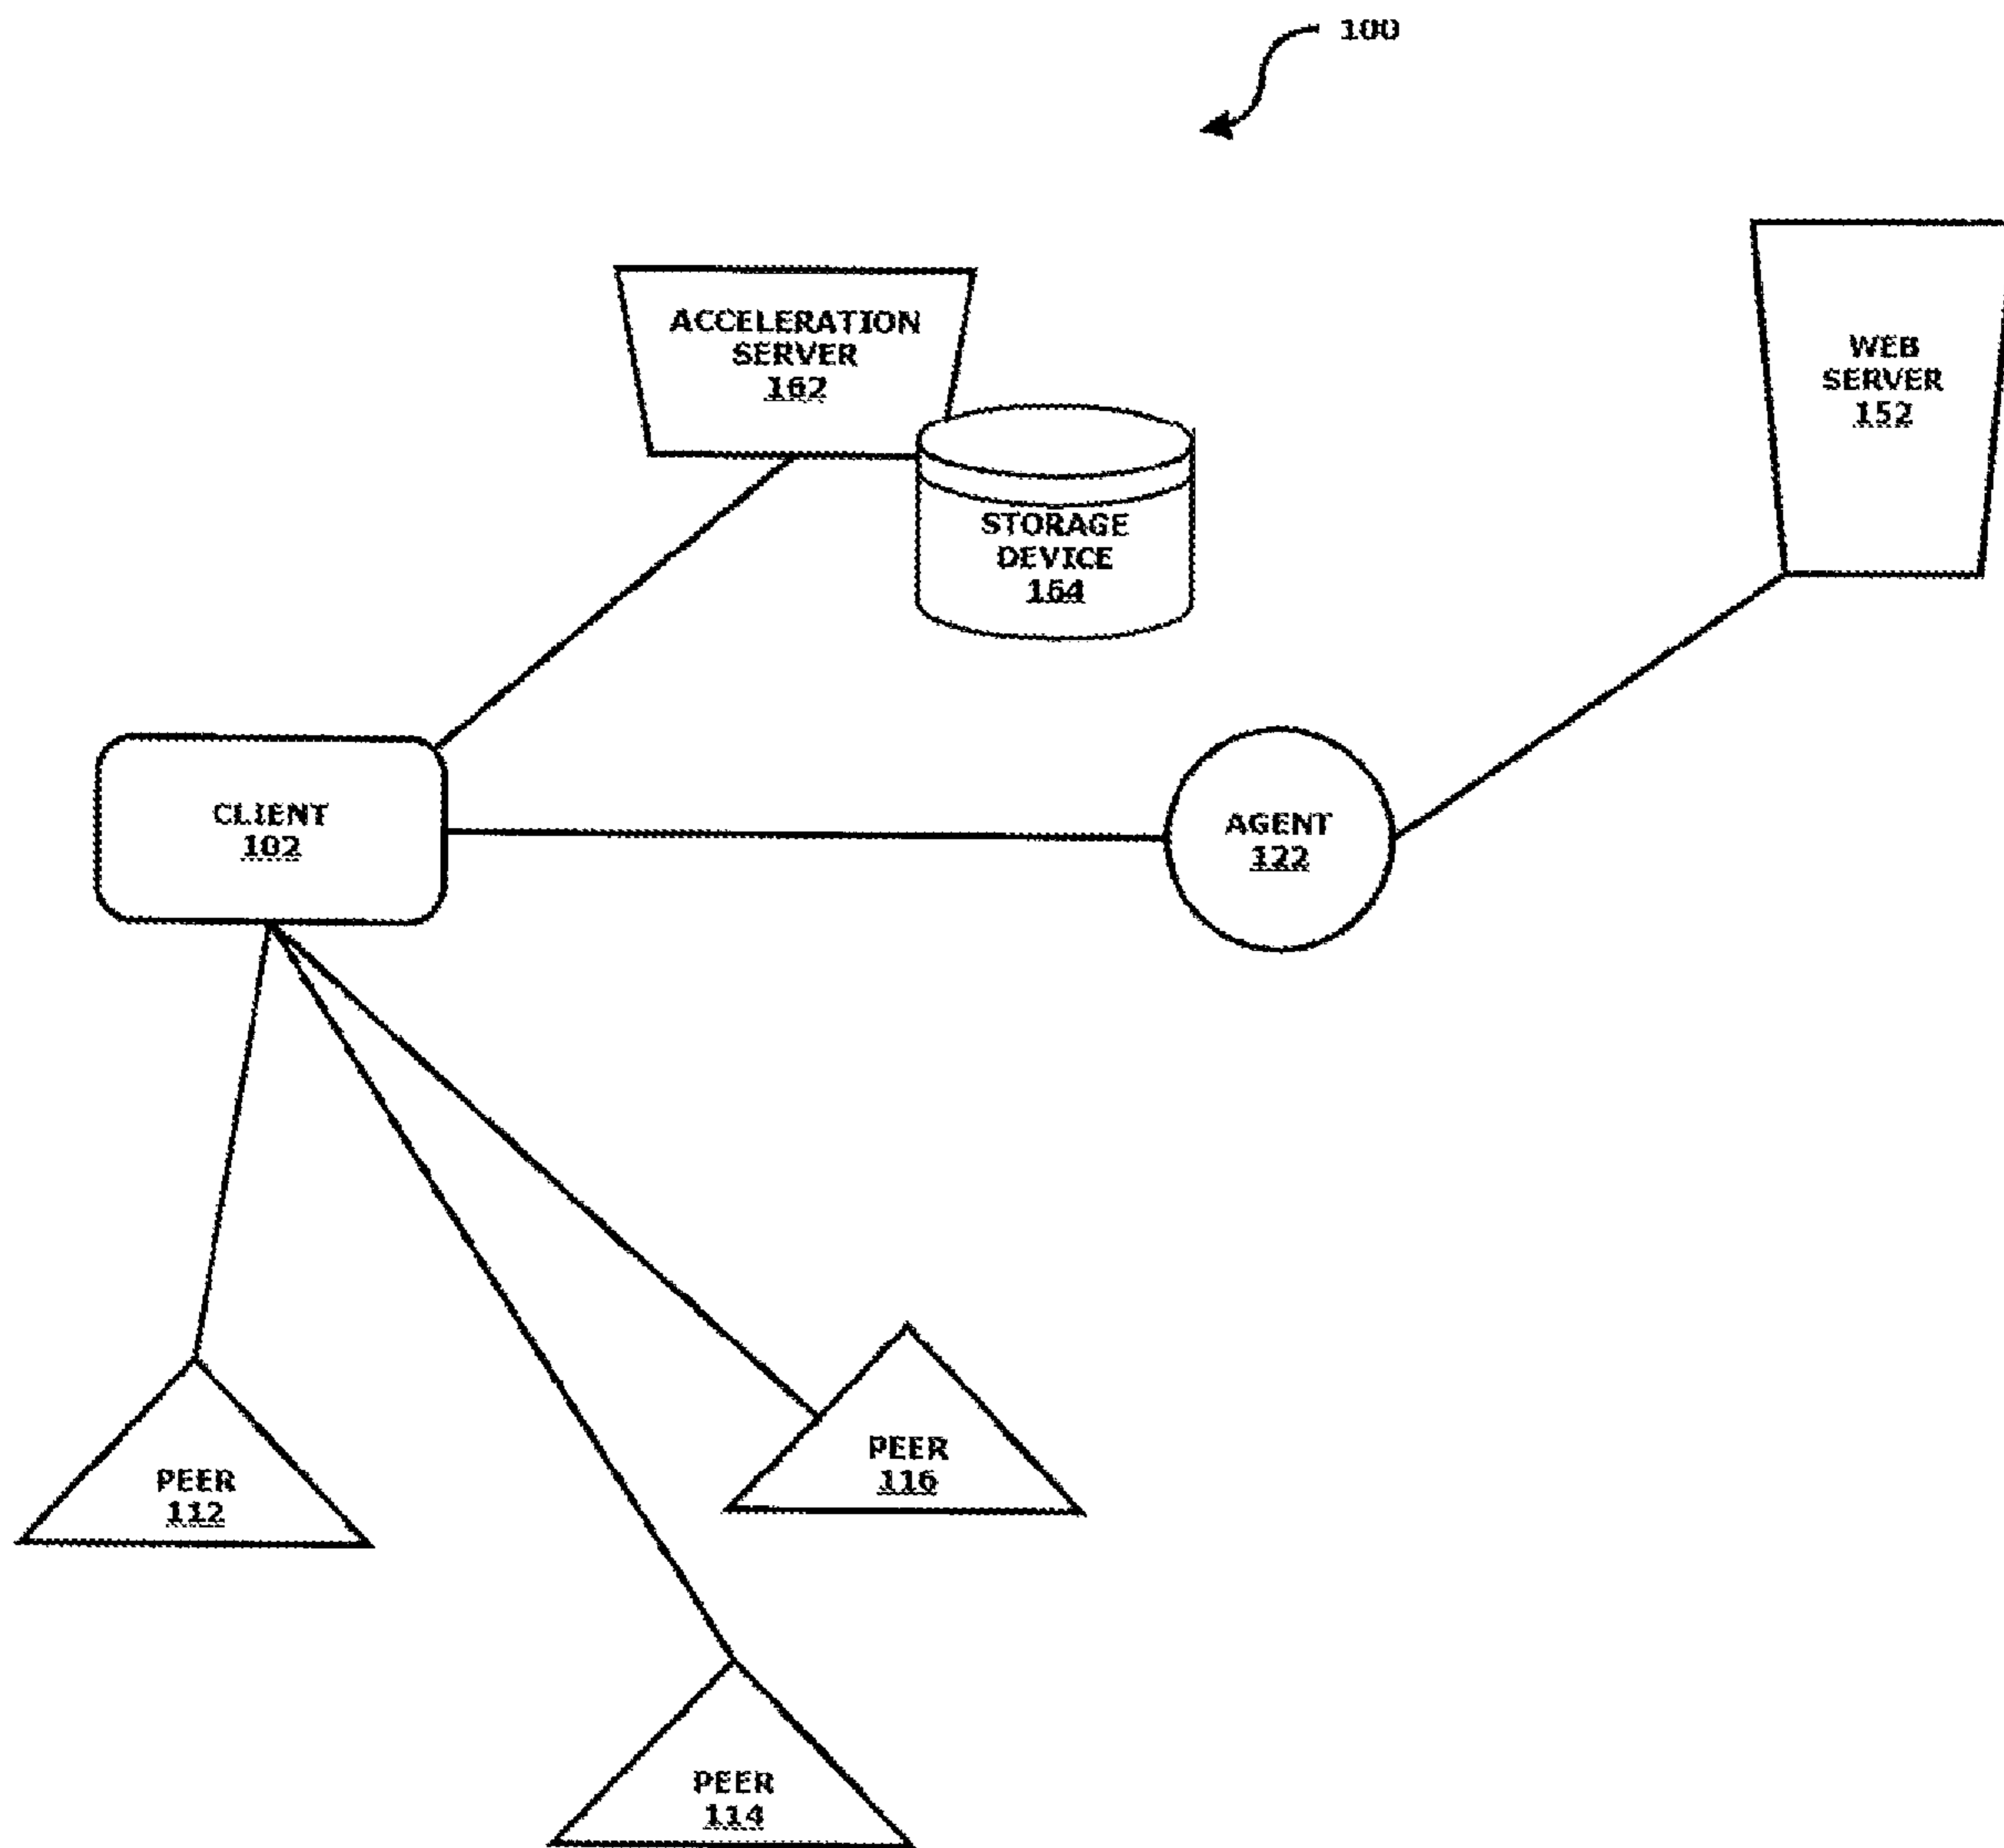 100
ACCELERATION
SERVER
162
WEB
SERVER
152
STORAGE
DEVICE
164
CLIENT
102
AGENT
122
PEER
116
PEER
112
PEER
114